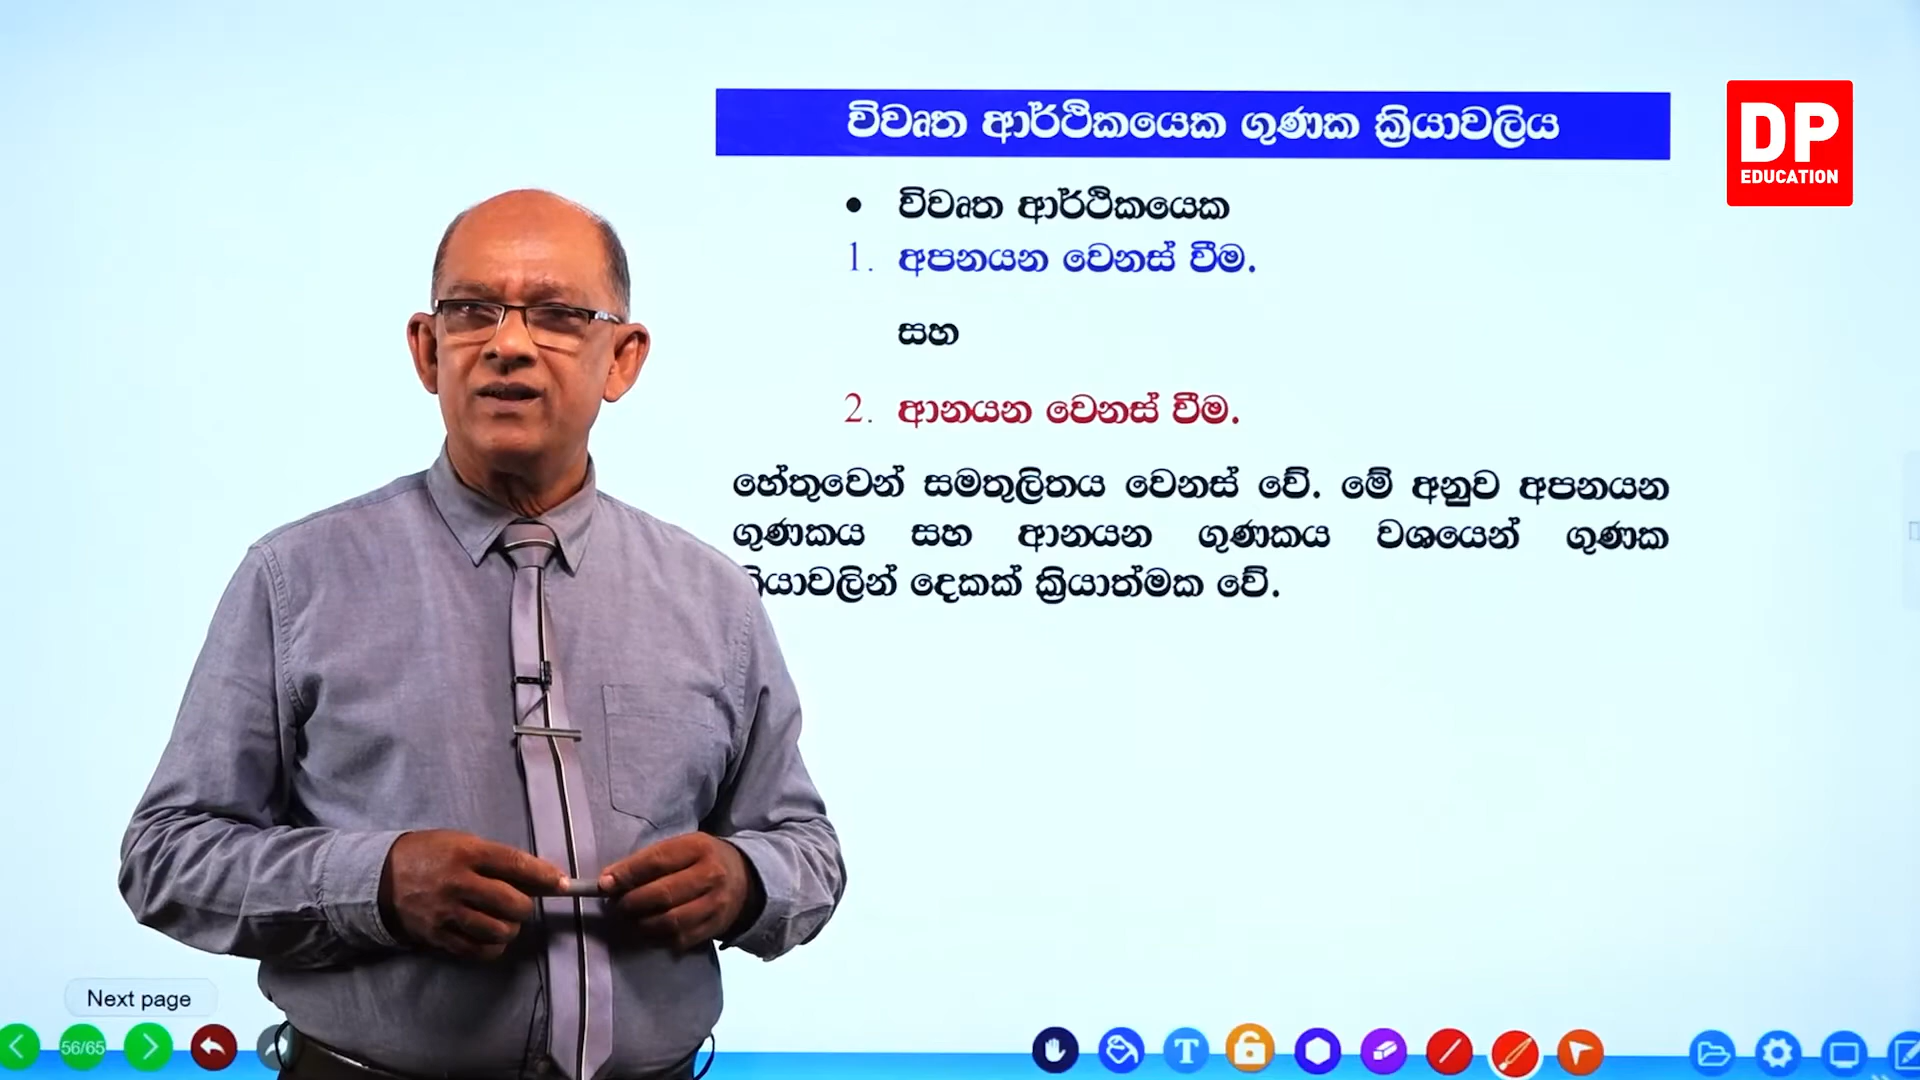 විවෘත ආර්ථිකයෙක ගුණක ක්‍රියාවලිය
DP
EDUCATION
• විවෘත ආර්ථිකයෙක
1. අපනයන වෙනස් වීම.
සහ
2. ආනයන වෙනස් වීම.
හේතුවෙන් සමතුලිතය වෙනස් වේ. මේ අනුව අපනයන
ගුණකය සහ ආනයන ගුණකය වශයෙන් ගුණක
දෙකක් ක්‍රියාත්මක වේ.
Next page
56/65
T